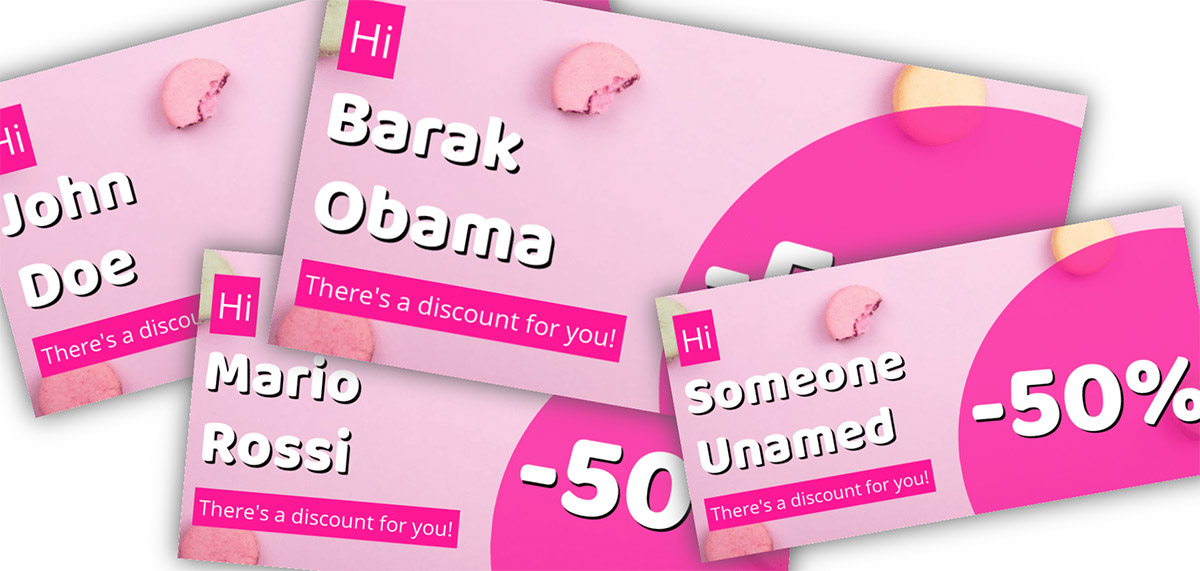 Hi
John
Doe
There's a discou
Hi
Barak
Obama
There's a discount for you!
Hi
Mario
Rossi
There's a discount for you!
-50
Hi
Someone
Unamed
There's a discount for you!
-50%